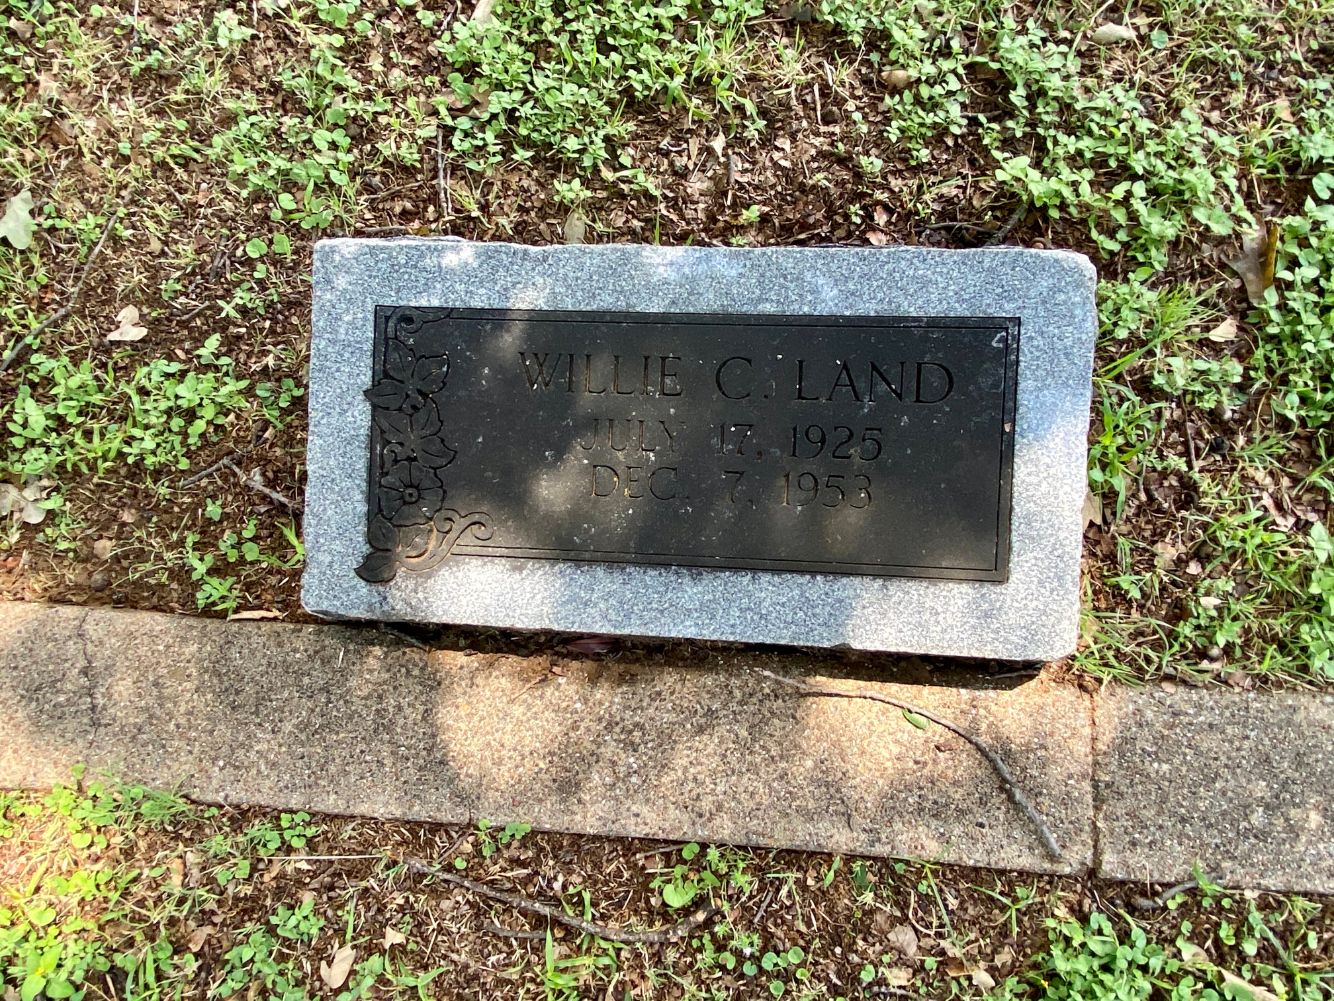 WILLIE C. LAND
JULY 17, 1925
DEC. 7, 1953